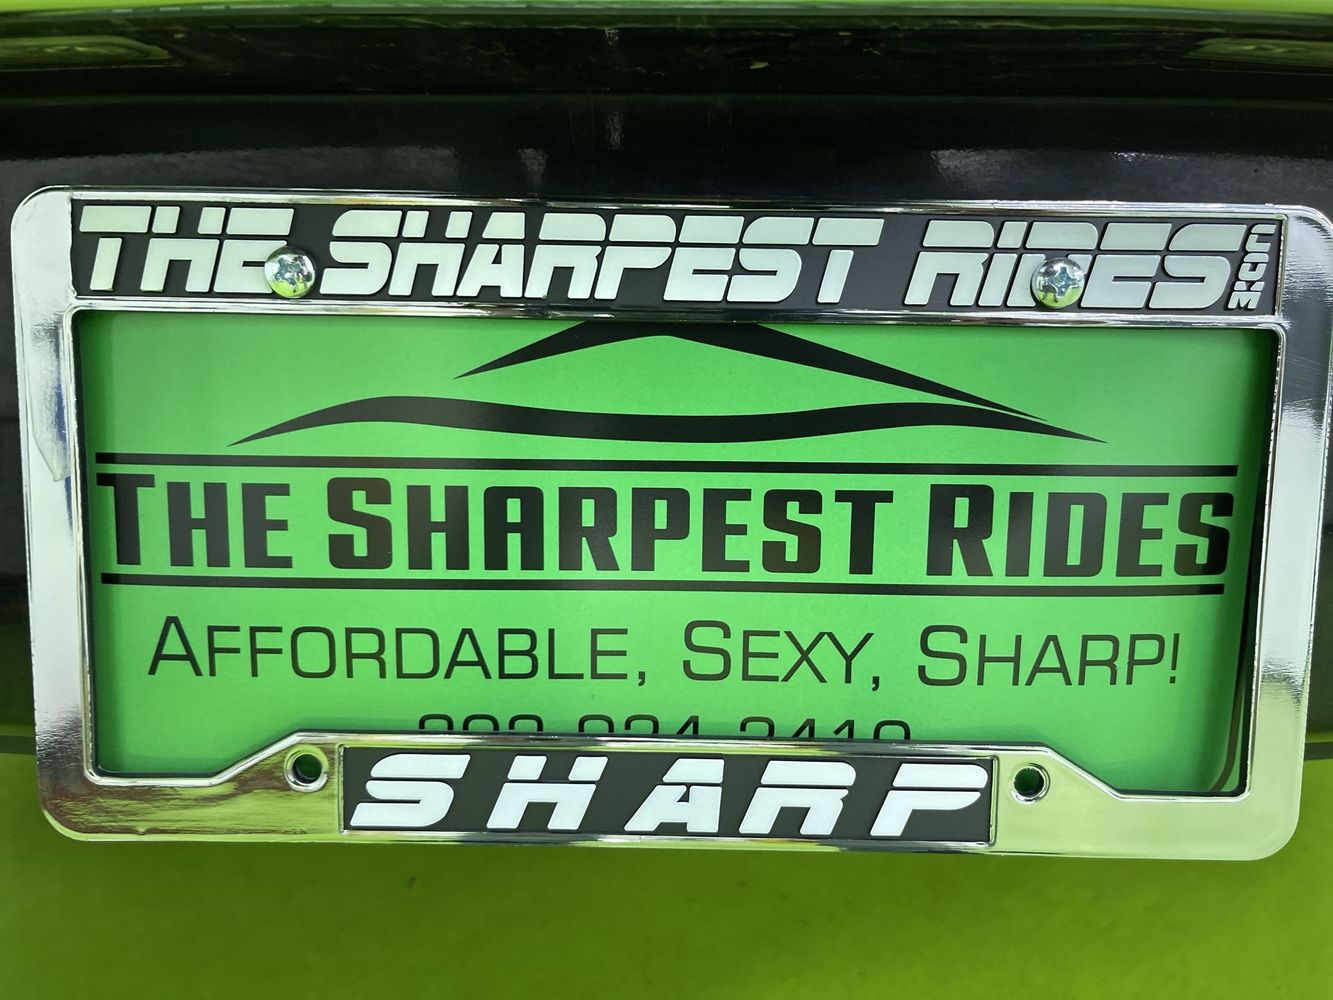 THE SHARPEST RIDES.COM
THE SHARPEST RIDES
AFFORDABLE, SEXY, SHARP!
SHARP